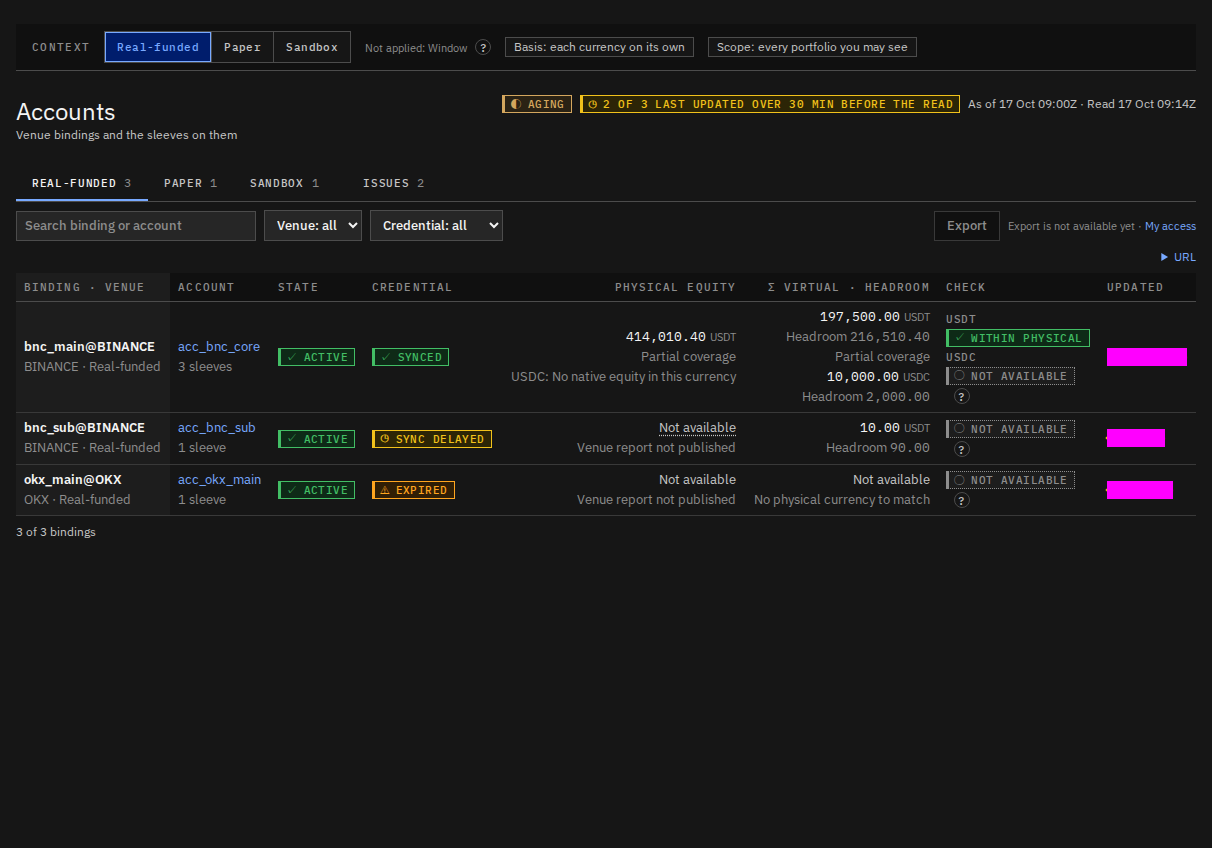 CONTEXT Real-funded Paper Sandbox Not applied: Window ? Basis: each currency on its own Scope: every portfolio you may see
Accounts
AGING 2 OF 3 LAST UPDATED OVER 30 MIN BEFORE THE READ As of 17 Oct 09:00Z · Read 17 Oct 09:14Z
Venue bindings and the sleeves on them
REAL-FUNDED 3 PAPER 1 SANDBOX 1 ISSUES 2
Search binding or account Venue: all Credential: all Export Export is not available yet · My access
URL
BINDING · VENUE ACCOUNT STATE CREDENTIAL PHYSICAL EQUITY Σ VIRTUAL · HEADROOM CHECK UPDATED
bnc_main@BINANCE
BINANCE · Real-funded
acc_bnc_core
3 sleeves
ACTIVE
SYNCED
414,010.40 USDT
Partial coverage
USDC: No native equity in this currency
197,500.00 USDT
Headroom 216,510.40
Partial coverage
10,000.00 USDC
Headroom 2,000.00
USDT
WITHIN PHYSICAL
USDC
NOT AVAILABLE
?
bnc_sub@BINANCE
BINANCE · Real-funded
acc_bnc_sub
1 sleeve
ACTIVE
SYNC DELAYED
Not available
Venue report not published
10.00 USDT
Headroom 90.00
NOT AVAILABLE
?
okx_main@OKX
OKX · Real-funded
acc_okx_main
1 sleeve
ACTIVE
EXPIRED
Not available
Venue report not published
Not available
No physical currency to match
NOT AVAILABLE
?
3 of 3 bindings